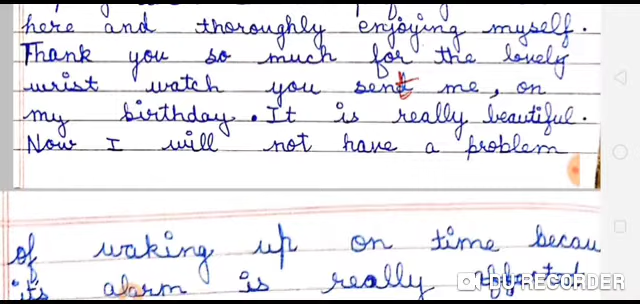 here and thoroughly enjoying myself.
Thank you so much for the lovely
wrist watch you sent me, on
my birthday. It is really beautiful.
Now I will not have a problem
of waking up on time becau
it's alarm is really
DU RECORDER